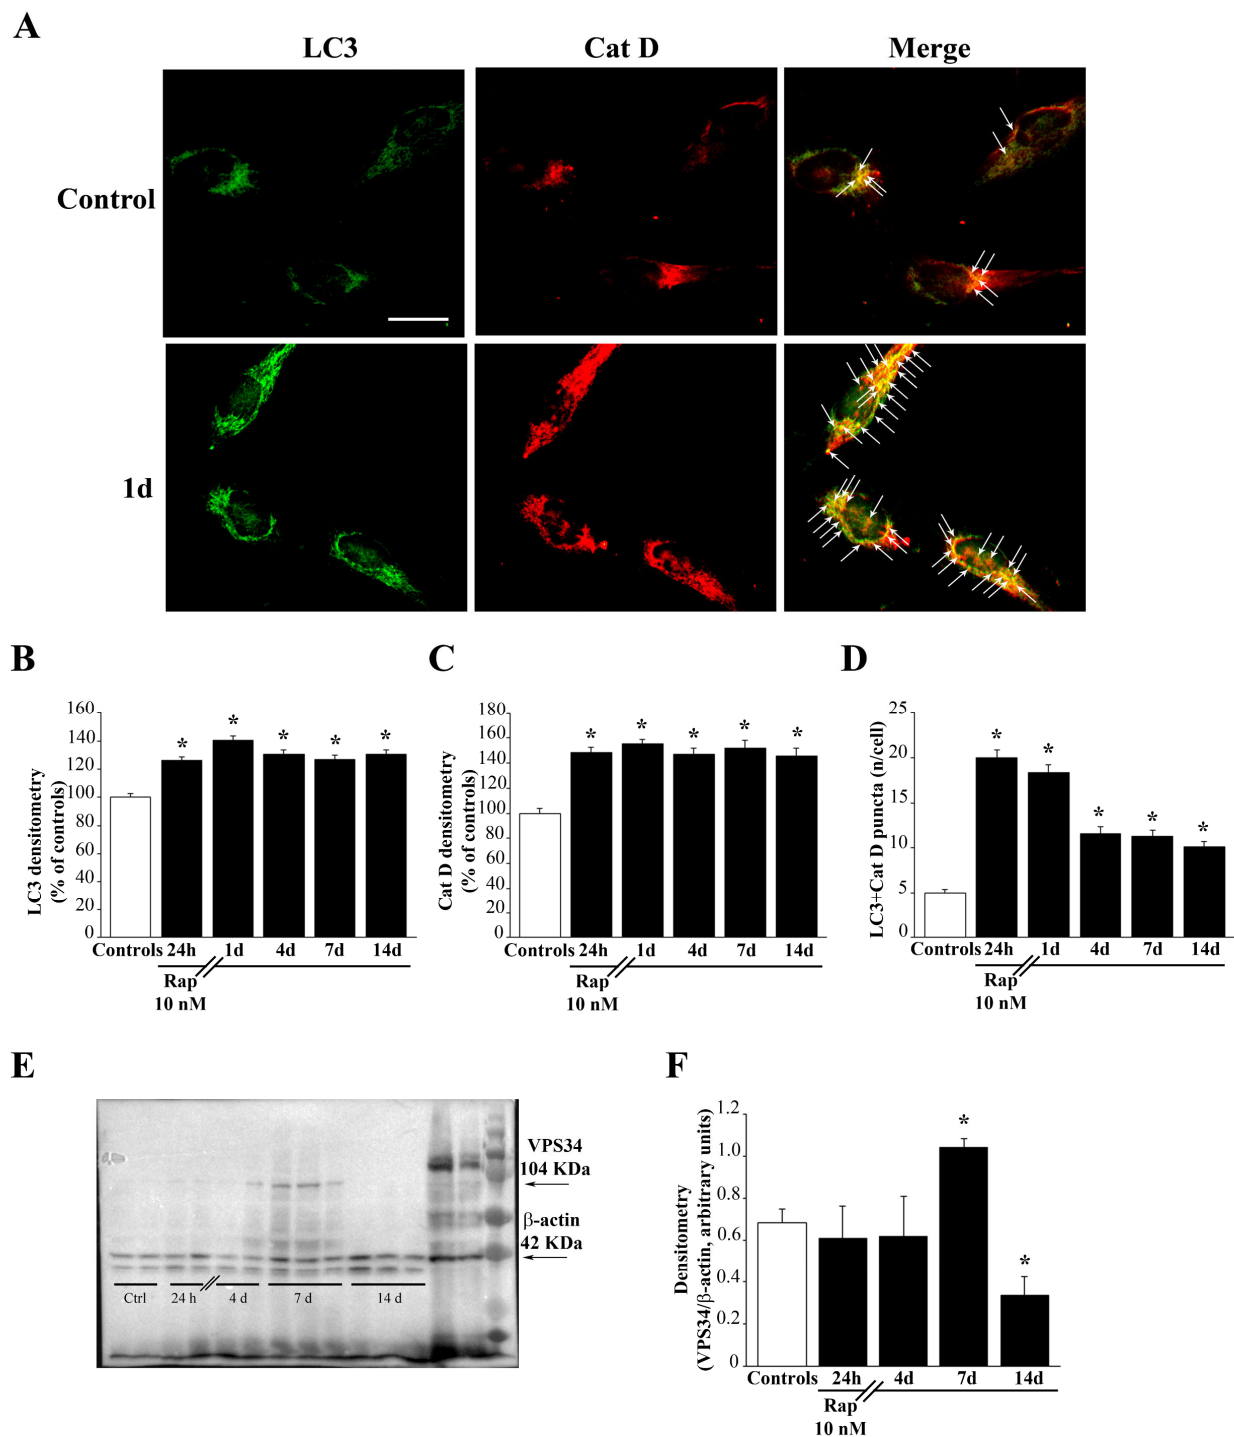 A
LC3 Cat D Merge
Control
1d
B
C
D
LC3 densitometry
(% of controls)
160
140
120
100
80
60
40
20
0
*
*
*
*
*
Controls 24h 1d 4d 7d 14d
Rap
10 nM
Cat D densitometry
(% of controls)
180
160
140
120
100
80
60
40
20
0
*
*
*
*
*
Controls 24h 1d 4d 7d 14d
Rap
10 nM
LC3+Cat D puncta (n/cell)
25
20
15
10
5
0
*
*
*
*
*
Controls 24h 1d 4d 7d 14d
Rap
10 nM
E
VPS34
104 KDa
β-actin
42 KDa
Ctrl 24 h 4 d 7 d 14 d
F
Densitometry
(VPS34/β-actin, arbitrary units)
1.2
1.0
0.8
0.6
0.4
0.2
0
*
*
Controls 24h 4d 7d 14d
Rap
10 nM